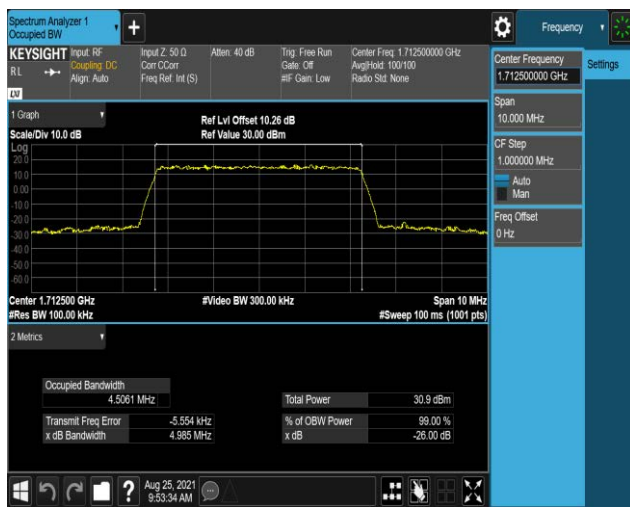 Spectrum Analyzer 1
Occupied BW
+
Frequency
KEYSIGHT
RL
LXI
Input: RF
Coupling: DC
Align: Auto
Input Z: 50 Ω
Corr CCorr
Freq Ref: Int (S)
Atten: 40 dB
Trig: Free Run
Gate: Off
#IF Gain: Low
Center Freq: 1.712500000 GHz
Avg|Hold: 100/100
Radio Std: None
Center Frequency
1.712500000 GHz
Settings
Span
10.000 MHz
CF Step
1.000000 MHz
Auto
Man
Freq Offset
0 Hz
1 Graph
Scale/Div 10.0 dB
Ref Lvl Offset 10.26 dB
Ref Value 30.00 dBm
Log
20.0
10.0
0.00
-10.0
-20.0
-30.0
-40.0
-50.0
-60.0
Center 1.712500 GHz
#Res BW 100.00 kHz
#Video BW 300.00 kHz
Span 10 MHz
#Sweep 100 ms (1001 pts)
2 Metrics
Occupied Bandwidth
4.5061 MHz
Total Power 30.9 dBm
Transmit Freq Error -5.554 kHz
% of OBW Power 99.00 %
x dB Bandwidth 4.985 MHz
x dB -26.00 dB
?
Aug 25, 2021
9:53:34 AM